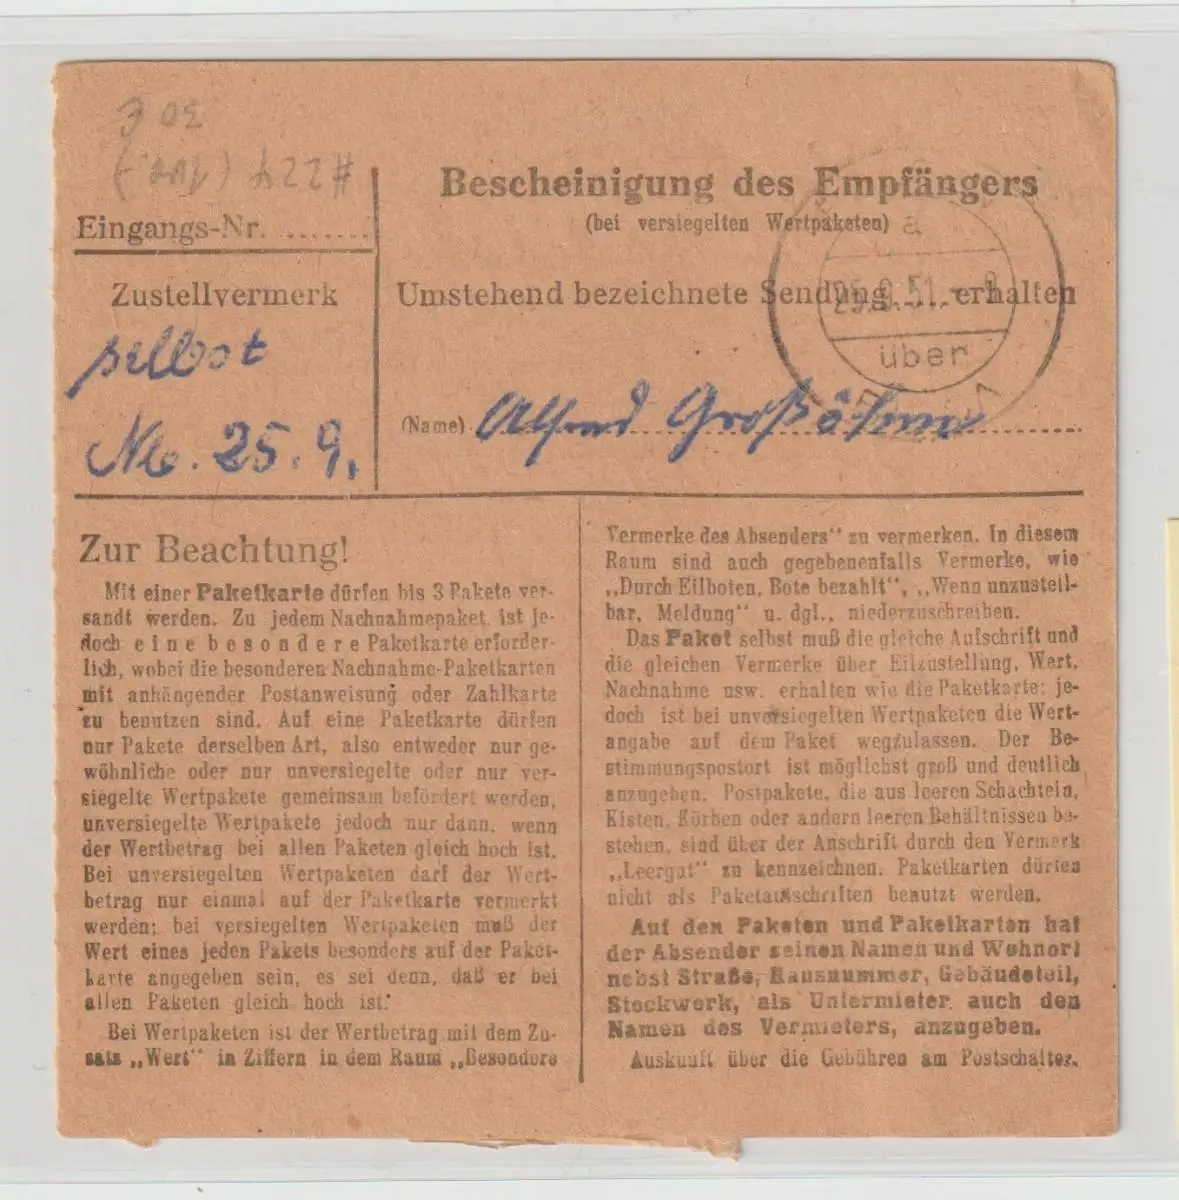 30 €
#224 (
Eingangs-Nr. ........
Zustellvermerk
selbst
25.9.
Bescheinigung des Empfängers
(bei versiegelten Wertpaketen)
Umstehend bezeichnete Sendung ..... erhalten
(Name) Alfred
a
25.9.51.-8
über
Zur Beachtung!
Mit einer Paketkarte dürfen bis 3 Pakete ver-
sandt werden. Zu jedem Nachnahmepaket ist je-
doch eine besondere Paketkarte erforder-
lich, wobei die besonderen Nachnahme-Paketkarten
mit anhängender Postanweisung oder Zahlkarte
zu benutzen sind. Auf eine Paketkarte dürfen
nur Pakete derselben Art, also entweder nur ge-
wöhnliche oder nur unversiegelte oder nur ver-
siegelte Wertpakete gemeinsam befördert werden,
unversiegelte Wertpakete jedoch nur dann, wenn
der Wertbetrag bei allen Paketen gleich hoch ist.
Bei unversiegelten Wertpaketen darf der Wert-
betrag nur einmal auf der Paketkarte vermerkt
werden; bei versiegelten Wertpaketen muß der
Wert eines jeden Pakets besonders auf der Paket-
karte angegeben sein, es sei denn, daß er bei
allen Paketen gleich hoch ist.
Bei Wertpaketen ist der Wertbetrag mit dem Zu-
satz „Wert“ in Ziffern in dem Raum „Besondere
Vermerke des Absenders“ zu vermerken. In diesem
Raum sind auch gegebenenfalls Vermerke, wie
„Durch Eilboten, Bote bezahlt“, „Wenn unzustell-
bar, Meldung“ u. dgl., niederzuschreiben.
Das Paket selbst muß die gleiche Aufschrift und
die gleichen Vermerke über Eilzustellung, Wert,
Nachnahme usw. erhalten wie die Paketkarte; je-
doch ist bei unversiegelten Wertpaketen die Wert-
angabe auf dem Paket wegzulassen. Der Be-
stimmungspostort ist möglichst groß und deutlich
anzugeben. Postpakete, die aus leeren Schachteln,
Kisten, Körben oder andern leeren Behältnissen be-
stehen, sind über der Anschrift durch den Vermerk
„Leergut“ zu kennzeichnen. Paketkarten dürfen
nicht als Paketaufschriften benutzt werden.
Auf den Paketen und Paketkarten hat
der Absender seinen Namen und Wohnort
nebst Straße, Hausnummer, Gebäudeteil,
Stockwerk, als Untermieter auch den
Namen des Vermieters, anzugeben.
Auskunft über die Gebühren am Postschalter.